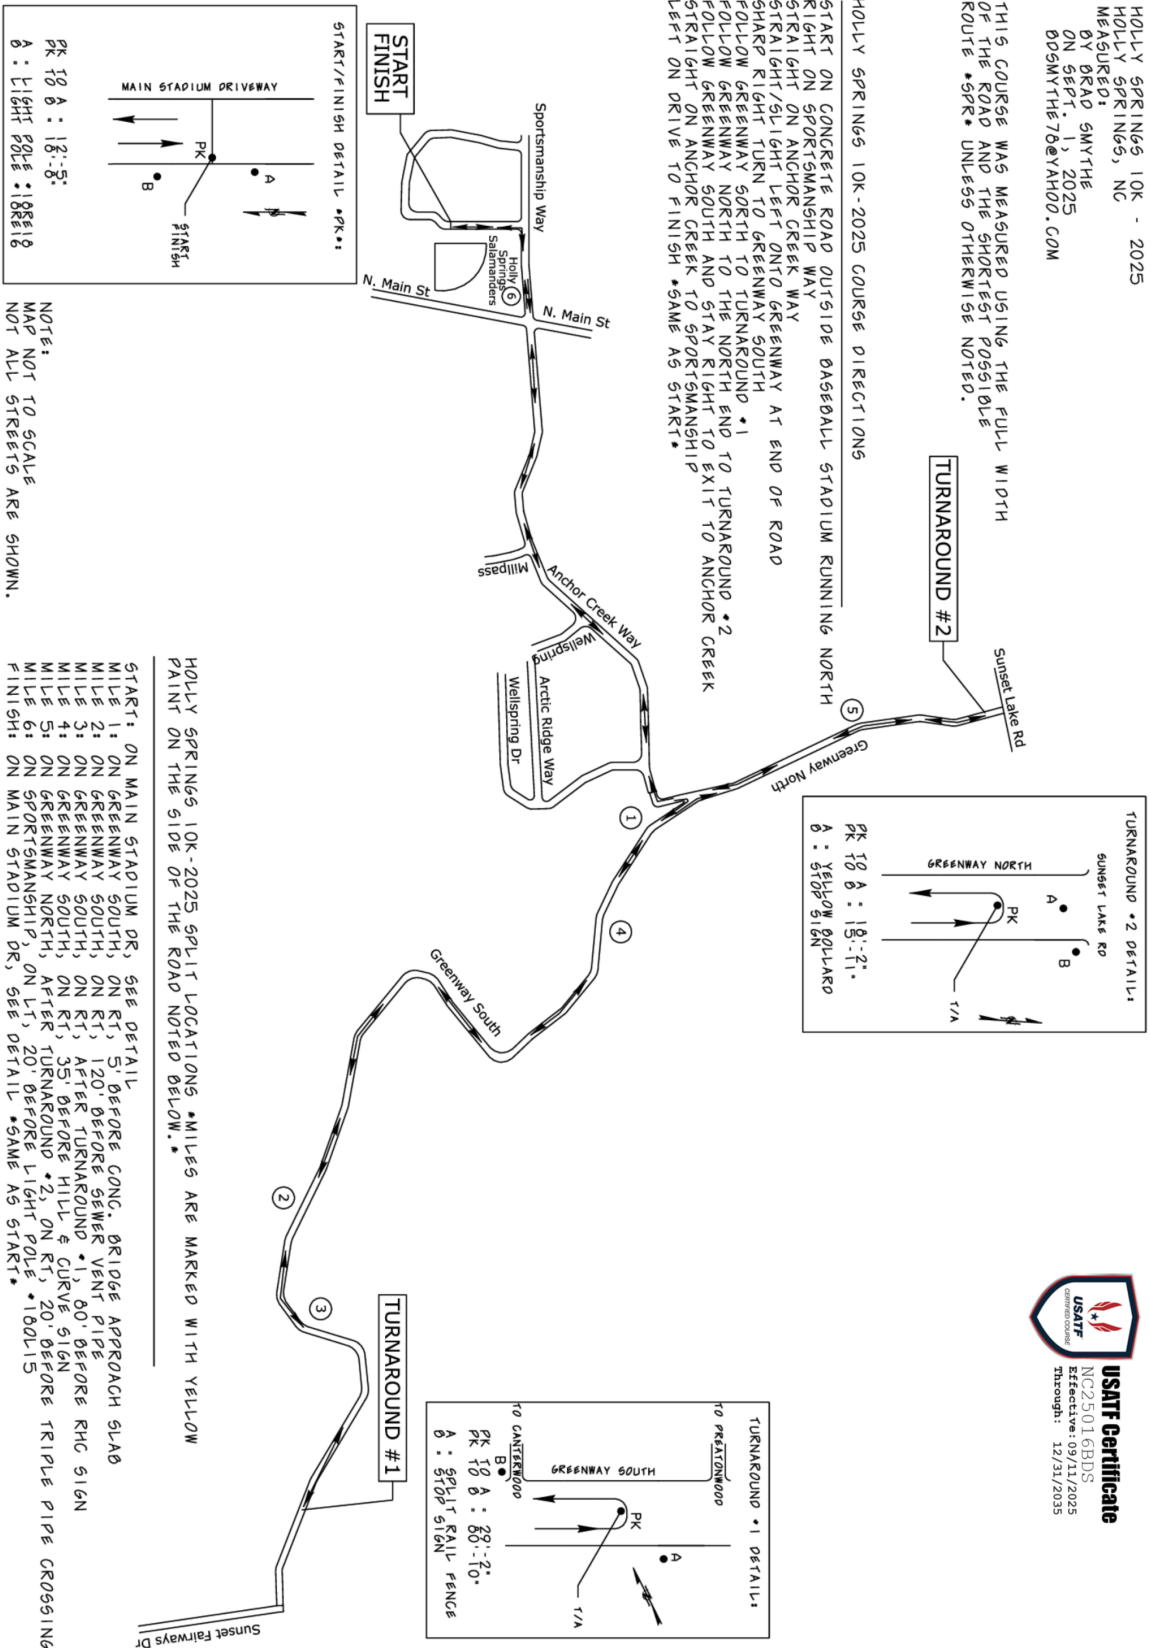 HOLLY SPRINGS 10K - 2025
HOLLY SPRINGS, NC
MEASURED:
BY BRAD SMYTHE
ON SEPT. 1, 2025
BDSMYTHE78@YAHOO.COM
THIS COURSE WAS MEASURED USING THE FULL WIDTH
OF THE ROAD AND THE SHORTEST POSSIBLE
ROUTE *SPR* UNLESS OTHERWISE NOTED.
HOLLY SPRINGS 10K-2025 COURSE DIRECTIONS
START ON CONCRETE ROAD OUTSIDE BASEBALL STADIUM RUNNING NORTH
RIGHT ON SPORTSMANSHIP WAY
STRAIGHT ON ANCHOR CREEK WAY
STRAIGHT/SLIGHT LEFT ONTO GREENWAY AT END OF ROAD
SHARP RIGHT TURN TO GREENWAY SOUTH
FOLLOW GREENWAY SORTH TO TURNAROUND *1
FOLLOW GREENWAY NORTH TO THE NORTH END TO TURNAROUND *2
FOLLOW GREENWAY SOUTH AND STAY RIGHT TO EXIT TO ANCHOR CREEK
STRAIGHT ON ANCHOR CREEK TO SPORTSMANSHIP
LEFT ON DRIVE TO FINISH *SAME AS START*
USATF
CERTIFIED COURSE
USATF Certificate
NC25016BDS
Effective: 09/11/2025
Through: 12/31/2035
TURNAROUND #2
Sunset Lake Rd
Greenway North
5
TURNAROUND *2 DETAIL:
SUNSET LAKE RD
GREENWAY NORTH
A
B
PK
T/A
N
PK TO A : 18'-2"
PK TO B : 15'-11"
A : YELLOW BOLLARD
B : STOP SIGN
START
FINISH
Sportsmanship Way
Holly
Springs
Salamanders
6
N. Main St
N. Main St
Millpass
Anchor Creek Way
Wellspring
Arctic Ridge Way
Wellspring Dr
1
4
Greenway South
2
3
TURNAROUND #1
Sunset Fairways Dr
TURNAROUND *1 DETAIL:
TO PREATONWOOD
GREENWAY SOUTH
TO CANTERWOOD
A
B
PK
T/A
N
PK TO A : 29'-2"
PK TO B : 60'-10"
A : SPLIT RAIL FENCE
B : STOP SIGN
START/FINISH DETAIL *PK*:
MAIN STADIUM DRIVEWAY
PK
A
B
N
START
FINISH
PK TO A : 12'-5"
PK TO B : 18'-8"
A : LIGHT POLE *18RE18
B : LIGHT POLE *18RE16
NOTE:
MAP NOT TO SCALE
NOT ALL STREETS ARE SHOWN.
HOLLY SPRINGS 10K-2025 SPLIT LOCATIONS *MILES ARE MARKED WITH YELLOW
PAINT ON THE SIDE OF THE ROAD NOTED BELOW.*
START: ON MAIN STADIUM DR, SEE DETAIL
MILE 1: ON GREENWAY SOUTH, ON RT, 5' BEFORE CONC. BRIDGE APPROACH SLAB
MILE 2: ON GREENWAY SOUTH, ON RT, 120' BEFORE SEWER VENT PIPE
MILE 3: ON GREENWAY SOUTH, ON RT, AFTER TURNAROUND *1, 80' BEFORE RHC SIGN
MILE 4: ON GREENWAY SOUTH, ON RT, 35' BEFORE HILL & CURVE SIGN
MILE 5: ON GREENWAY NORTH, AFTER TURNAROUND *2, ON RT, 20' BEFORE TRIPLE PIPE CROSSING
MILE 6: ON SPORTSMANSHIP, ON LT, 20' BEFORE LIGHT POLE *180L15
FINISH: ON MAIN STADIUM DR, SEE DETAIL *SAME AS START*